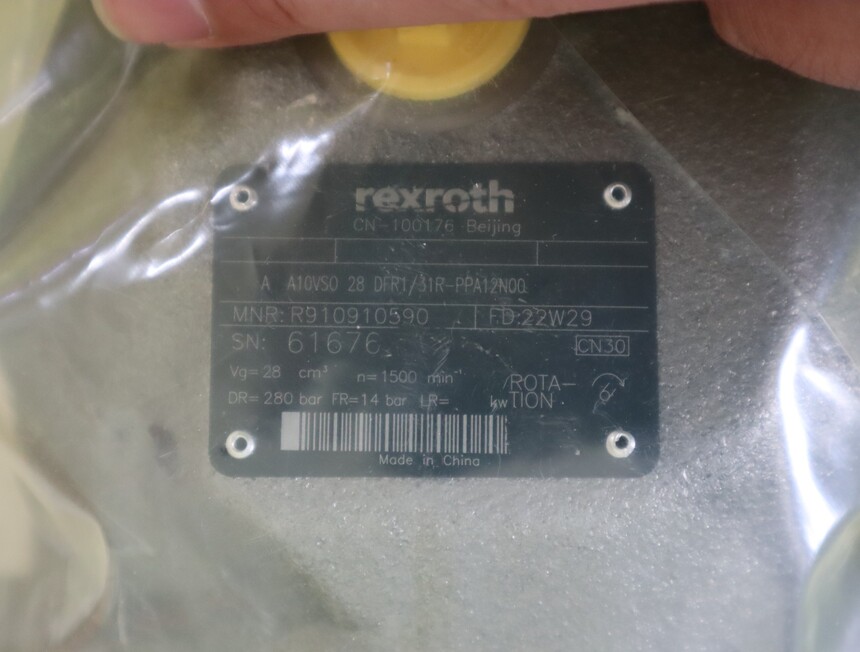 rexroth
CN-100176 Beijing
A A10VSO 28 DFR1/31R-PPA12N00
MNR: R910910590 FD:22W29
SN: 61676 CN30
Vg=28 cm³ n=1500 min⁻¹
DR=280 bar FR=14 bar LR= kw
ROTA-
TION
Made in China